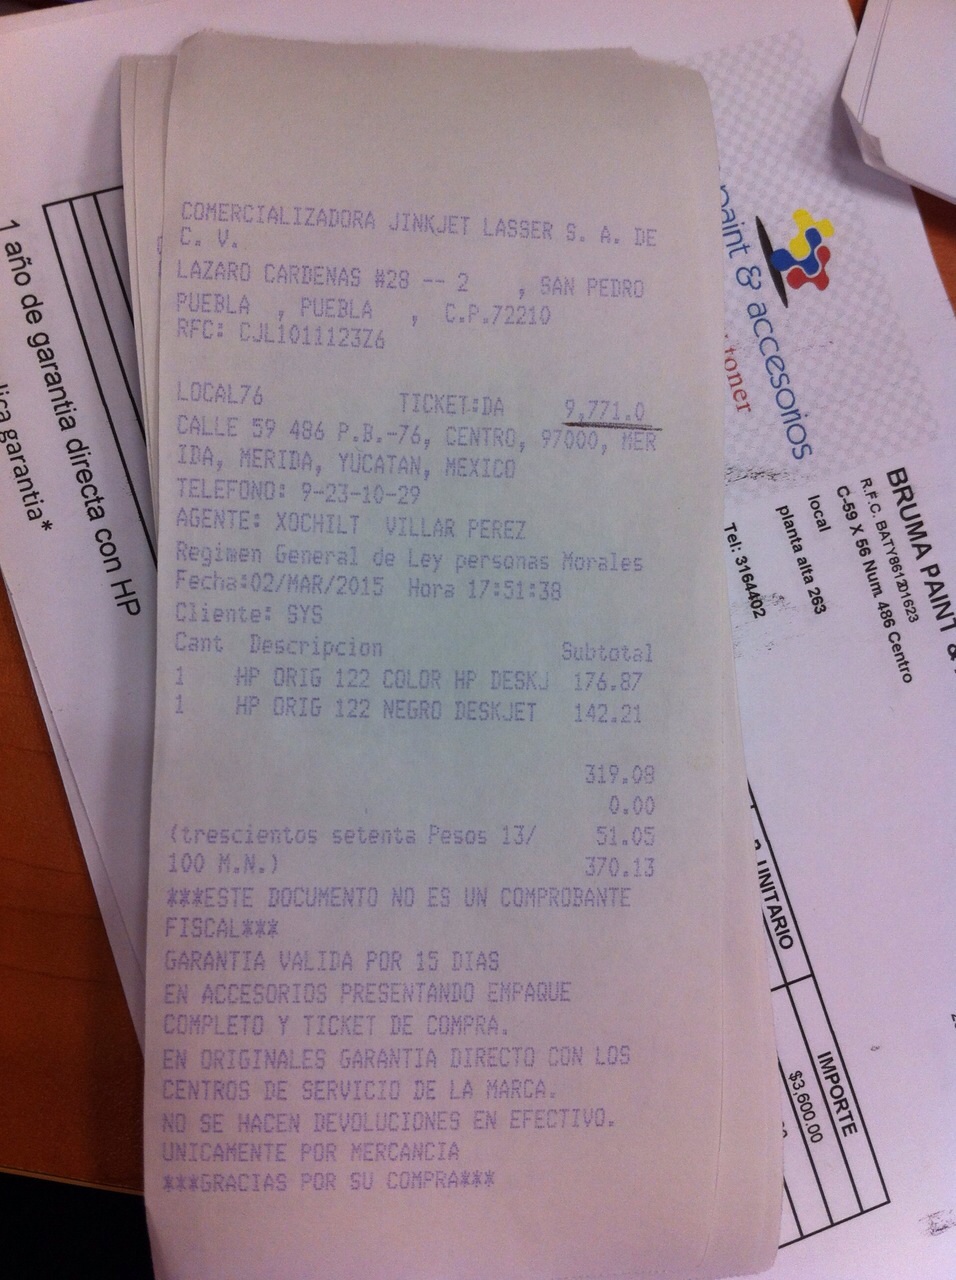 COMERCIALIZADORA JINKJET LASSER S. A. DE
C. V.
LAZARO CARDENAS #28 -- 2 , SAN PEDRO
PUEBLA , PUEBLA , C.P.72210
RFC: CJL1011123Z6
LOCAL76 TICKET:DA 9,771.0
CALLE 59 486 P.B.-76, CENTRO, 97000, MER
IDA, MERIDA, YUCATAN, MEXICO
TELEFONO: 9-23-10-29
AGENTE: XOCHILT VILLAR PEREZ
Regimen General de Ley personas Morales
Fecha:02/MAR/2015 Hora 17:51:38
Cliente: SYS
Cant Descripcion Subtotal
1 HP ORIG 122 COLOR HP DESKJ 176.87
1 HP ORIG 122 NEGRO DESKJET 142.21
319.08
0.00
(trescientos setenta Pesos 13/ 51.05
100 M.N.) 370.13
***ESTE DOCUMENTO NO ES UN COMPROBANTE
FISCAL***
GARANTIA VALIDA POR 15 DIAS
EN ACCESORIOS PRESENTANDO EMPAQUE
COMPLETO Y TICKET DE COMPRA.
EN ORIGINALES GARANTIA DIRECTO CON LOS
CENTROS DE SERVICIO DE LA MARCA.
NO SE HACEN DEVOLUCIONES EN EFECTIVO.
UNICAMENTE POR MERCANCIA
***GRACIAS POR SU COMPRA***
1 año de garantia directa con HP
garantia*
paint & accesorios
toner
BRUMA PAINT &
R.F.C. BATY861201623
C-59 X 56 Num. 486 Centro
local
planta alta 263
Tel: 3164402
P. UNITARIO
IMPORTE
$3,600.00